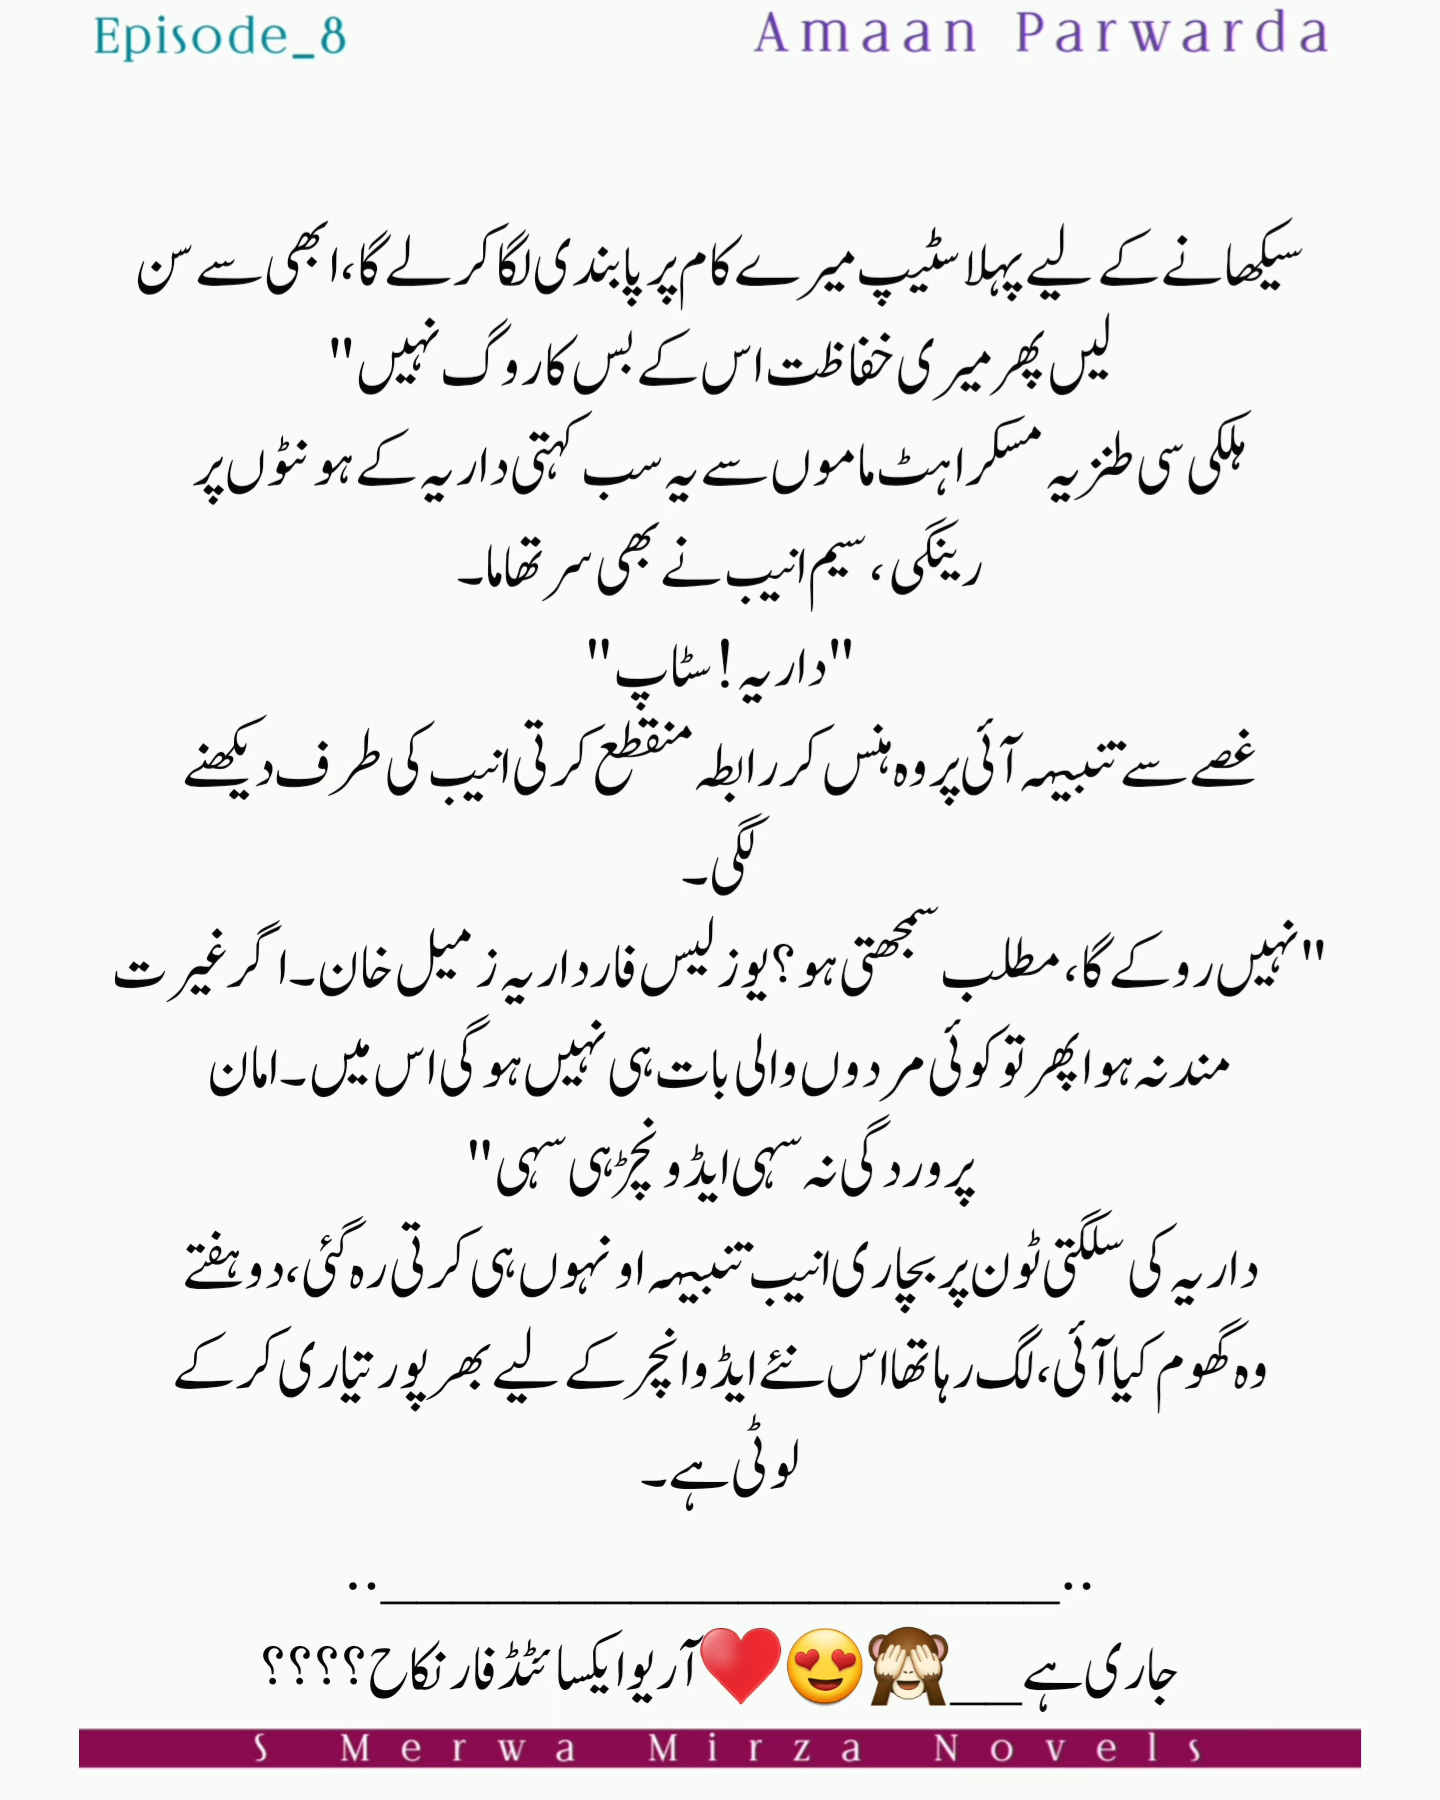 Episode_8
Amaan Parwarda
سیکھانے کے لیے پہلا سٹیپ میرے کام پر پابندی لگا کر لے گا، ابھی سے سن
لیں پھر میری خفاظت اس کے بس کا روگ نہیں"
ہلکی سی طنزیہ مسکراہٹ ماموں سے یہ سب کہتی داریہ کے ہونٹوں پر
رینگی، سیم انیب نے بھی سر تھاما۔
"داریہ! سٹاپ"
غصے سے تنبیہہ آئی پر وہ ہنس کر رابطہ منقطع کرتی انیب کی طرف دیکھنے
لگی۔
"نہیں روکے گا، مطلب سمجھتی ہو؟ یوز لیس فار داریہ زمیل خان۔ اگر غیرت
مند نہ ہوا پھر تو کوئی مردوں والی بات ہی نہیں ہو گی اس میں۔ امان
پروردگی نہ سہی ایڈونچڑ ہی سہی"
داریہ کی سلگتی ٹون پر بچاری انیب تنبیہہ اونہوں ہی کرتی رہ گئی، دو ہفتے
وہ گھوم کیا آئی، لگ رہا تھا اس نئے ایڈوانچر کے لیے بھرپور تیاری کر کے
لوٹی ہے۔
..___________________..
جاری ہے__🙈😍♥️آر یو ایکسائٹڈ فار نکاح؟؟؟؟
S Merwa Mirza Novels